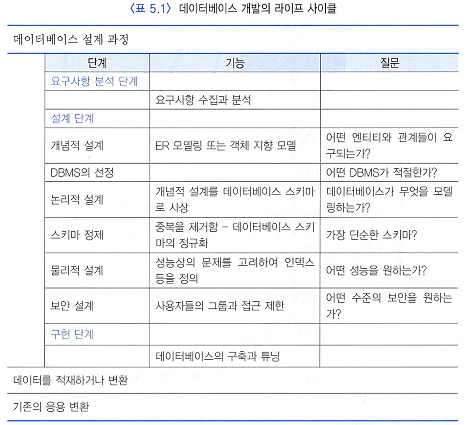 〈표 5.1〉 데이터베이스 개발의 라이프 사이클
데이터베이스 설계 과정
단계 기능 질문
요구사항 분석 단계
요구사항 수집과 분석
설계 단계
개념적 설계 ER 모델링 또는 객체 지향 모델 어떤 엔티티와 관계들이 요
구되는가?
DBMS의 선정 어떤 DBMS가 적절한가?
논리적 설계 개념적 설계를 데이터베이스 스키마
로 사상 데이터베이스가 무엇을 모델
링하는가?
스키마 정제 중복을 제거함 – 데이터베이스 스키
마의 정규화 가장 단순한 스키마?
물리적 설계 성능상의 문제를 고려하여 인덱스
등을 정의 어떤 성능을 원하는가?
보안 설계 사용자들의 그룹과 접근 제한 어떤 수준의 보안을 원하는
가?
구현 단계
데이터베이스의 구축과 튜닝
데이터를 적재하거나 변환
기존의 응용 변환